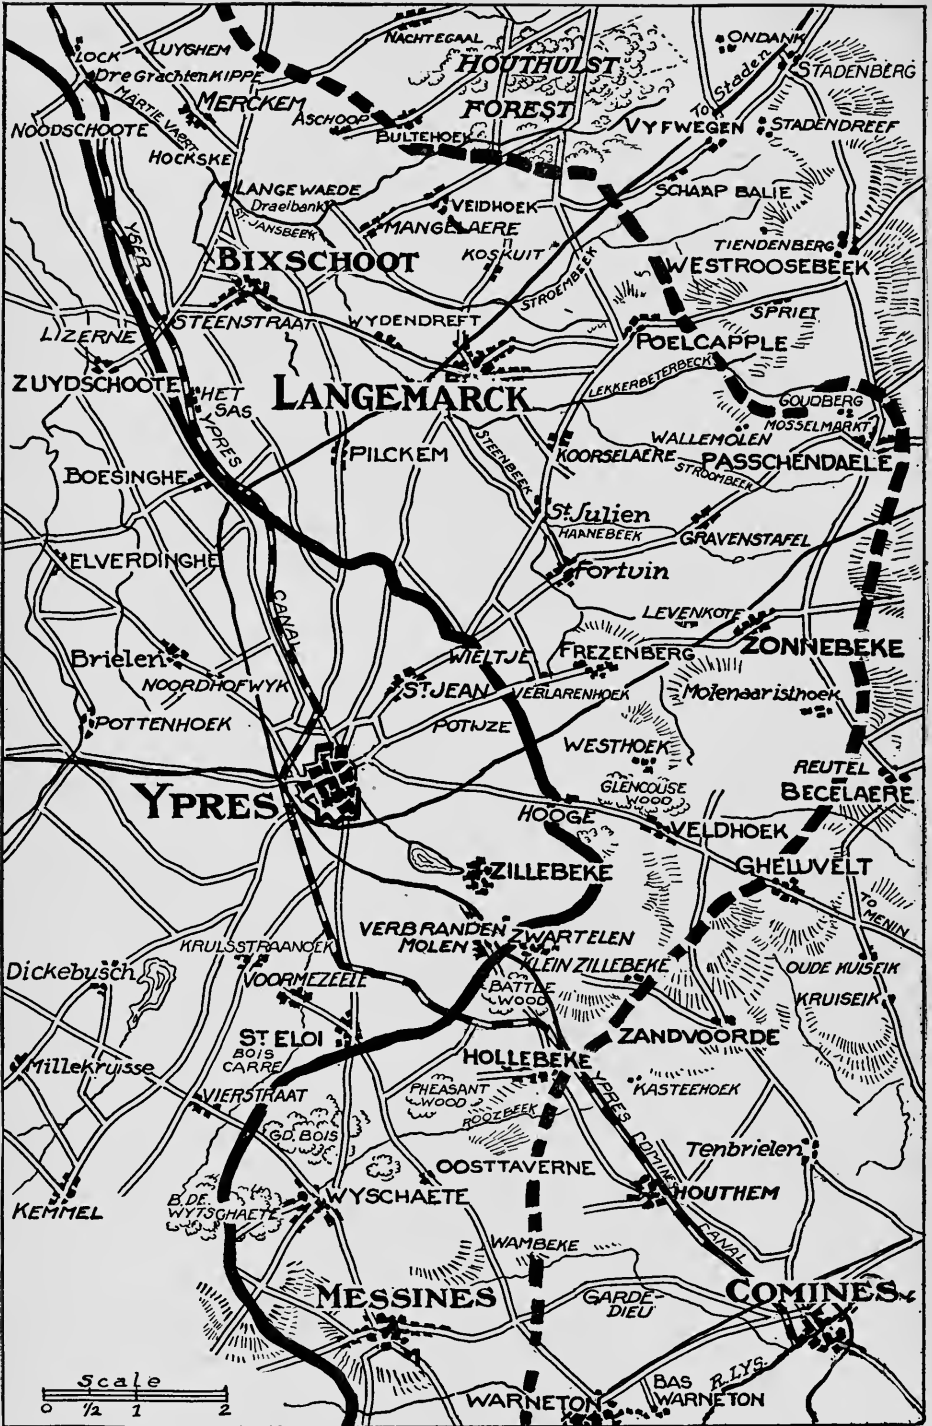 NACHTEGAAL
ONDANK
LOCK
LUYGHEM
HOUTHULST
FOREST
To Staden
STADENBERG
Dre Grachten KIPPE
MERCKEM
ASCHOOP
BULTEHOEK
VYFWEGEN
STADENDREEF
MARTJE VAERT
NOODSCHOOTE
HOCKSKE
LANGEWAEDE
Draelbank
ST. JANSBEEK
VEIDHOEK
MANGELAERE
SCHAAP BALIE
YSER
BIXSCHOOT
KOSKUIT
STROEMBEEK
TIENDENBERG
WESTROOSEBEEK
SPRIET
LIZERNE
STEENSTRAAT
WYDENDREFT
POELCAPPLE
ZUYDSCHOOTE
HET
SAS
LANGEMARCK
LEKKERBETERBECK
GOUDBERG
MOSSELMARKT
YPRES
WALLEMOLEN
PILCKEM
STEENBEEK
KOORSELAERE
PASSCHENDAELE
STROOMBEEK
BOESINGHE
St. Julien
HAANEBEEK
GRAVENSTAFEL
ELVERDINGHE
Fortuin
CANAL
LEVENKOTE
ZONNEBEKE
Brielen
NOORDHOFWYK
WIELTJE
FREZENBERG
ST JEAN
VERLARENHOEK
Molenaaristhoek
POTTENHOEK
POTIJZE
WESTHOEK
REUTEL
BECELAERE
GLENCOUSE
WOOD
YPRES
HOOGE
VELDHOEK
ZILLEBEKE
GHELUVELT
TO
MENIN
VERBRANDEN
MOLEN
ZWARTELEN
KRUISSTRAANOEK
Dickebusch
VOORMEZEELE
KLEIN ZILLEBEKE
OUDE KUISEIK
BATTLE
WOOD
KRUISEIK
ST ELOI
BOIS
CARRE
ZANDVOORDE
HOLLEBEKE
Millekruisse
VIERSTRAAT
PHEASANT
WOOD
KASTEEHOEK
ROOZBEEK
GD. BOIS
YPRES COMINES CANAL
Tenbrielen
OOSTTAVERNE
KEMMEL
B. DE
WYTSCHAETE
WYSCHAETE
HOUTHEM
WAMBEKE
MESSINES
GARDE-
DIEU
COMINES
R. LYS.
Scale
0 1/2 1 2
WARNETON
BAS
WARNETON